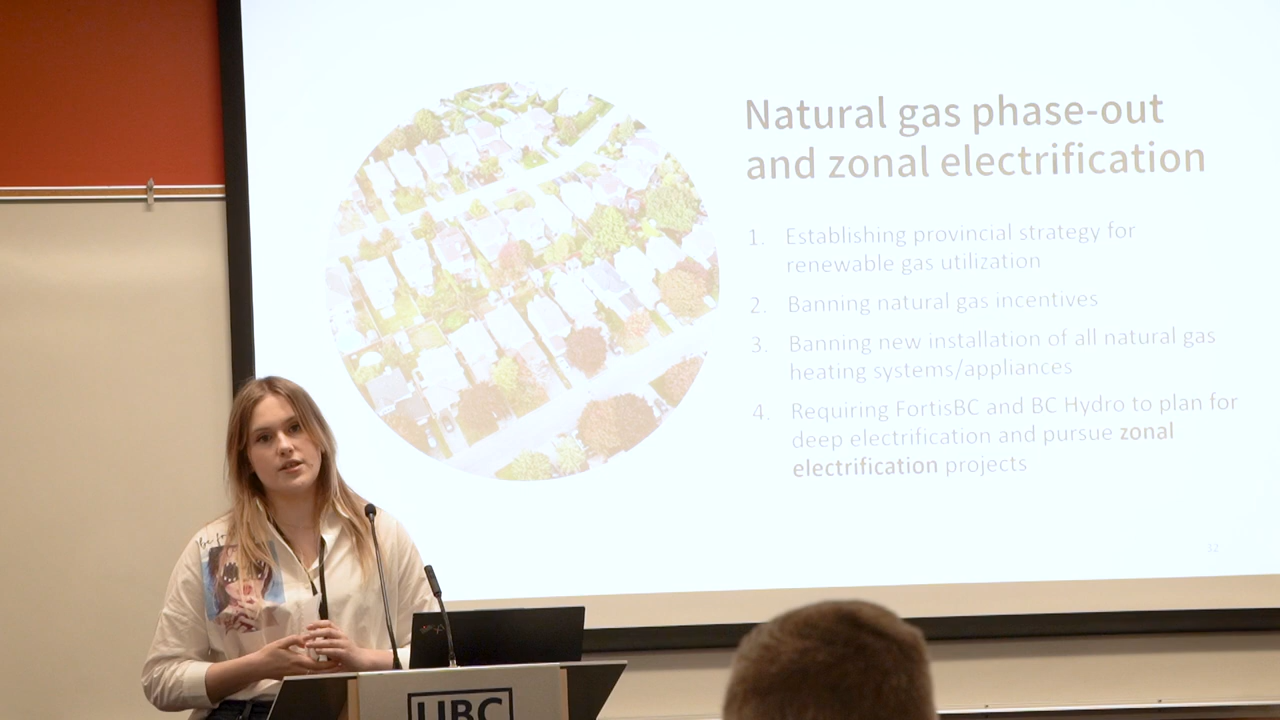 Natural gas phase-out
and zonal electrification
1. Establishing provincial strategy for
renewable gas utilization
2. Banning natural gas incentives
3. Banning new installation of all natural gas
heating systems/appliances
4. Requiring FortisBC and BC Hydro to plan for
deep electrification and pursue zonal
electrification projects
32
UBC